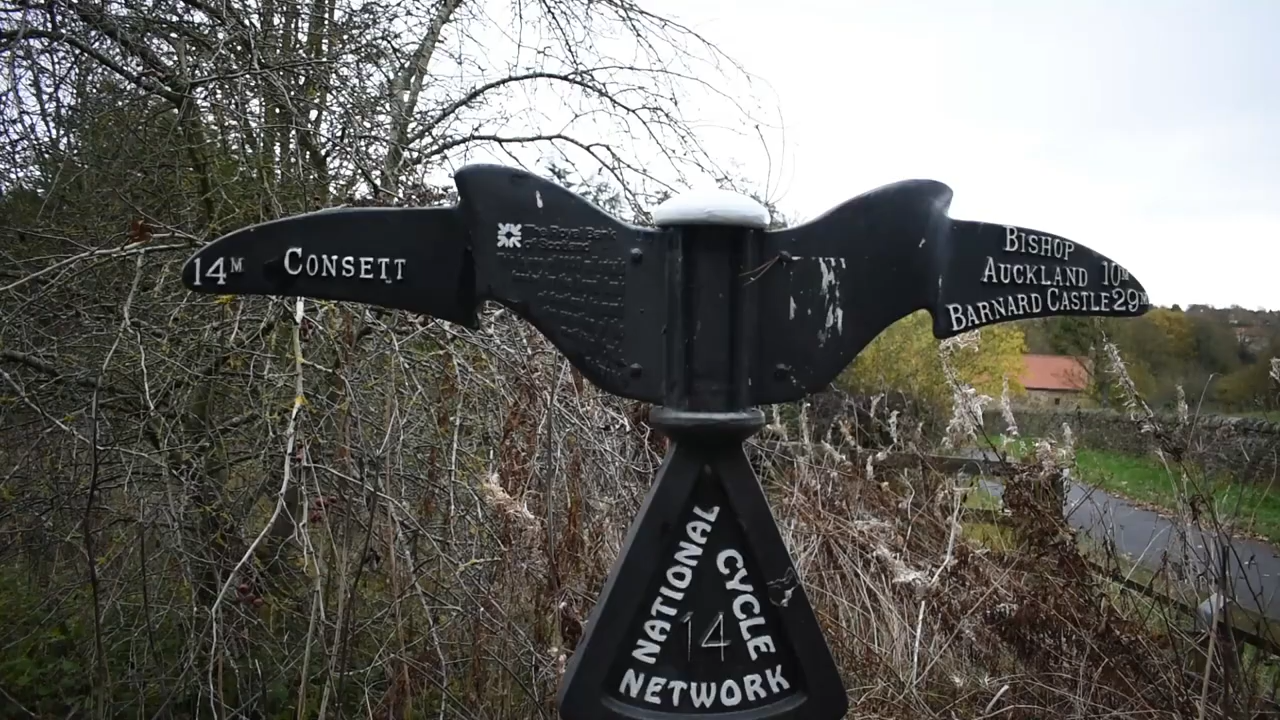 14M CONSETT
The Royal Bank
of Scotland
BISHOP
AUCKLAND 10M
BARNARD CASTLE 29M
NATIONAL
CYCLE
14
NETWORK